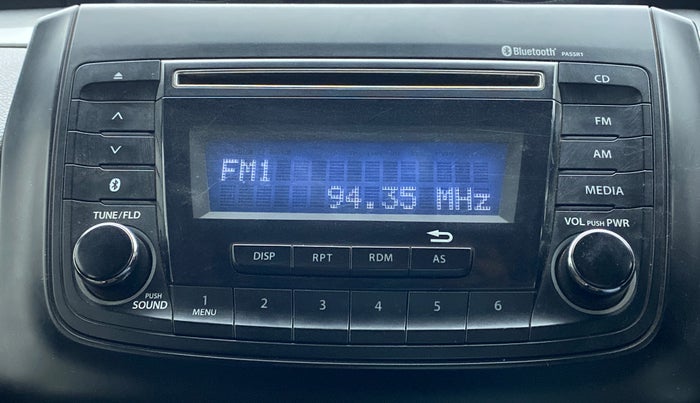 Bluetooth PASSR1
CD
FM
AM
MEDIA
FM1
94.35 MHz
TUNE/FLD
VOL PUSH PWR
DISP RPT RDM AS
PUSH
SOUND
1 2 3 4 5 6
MENU